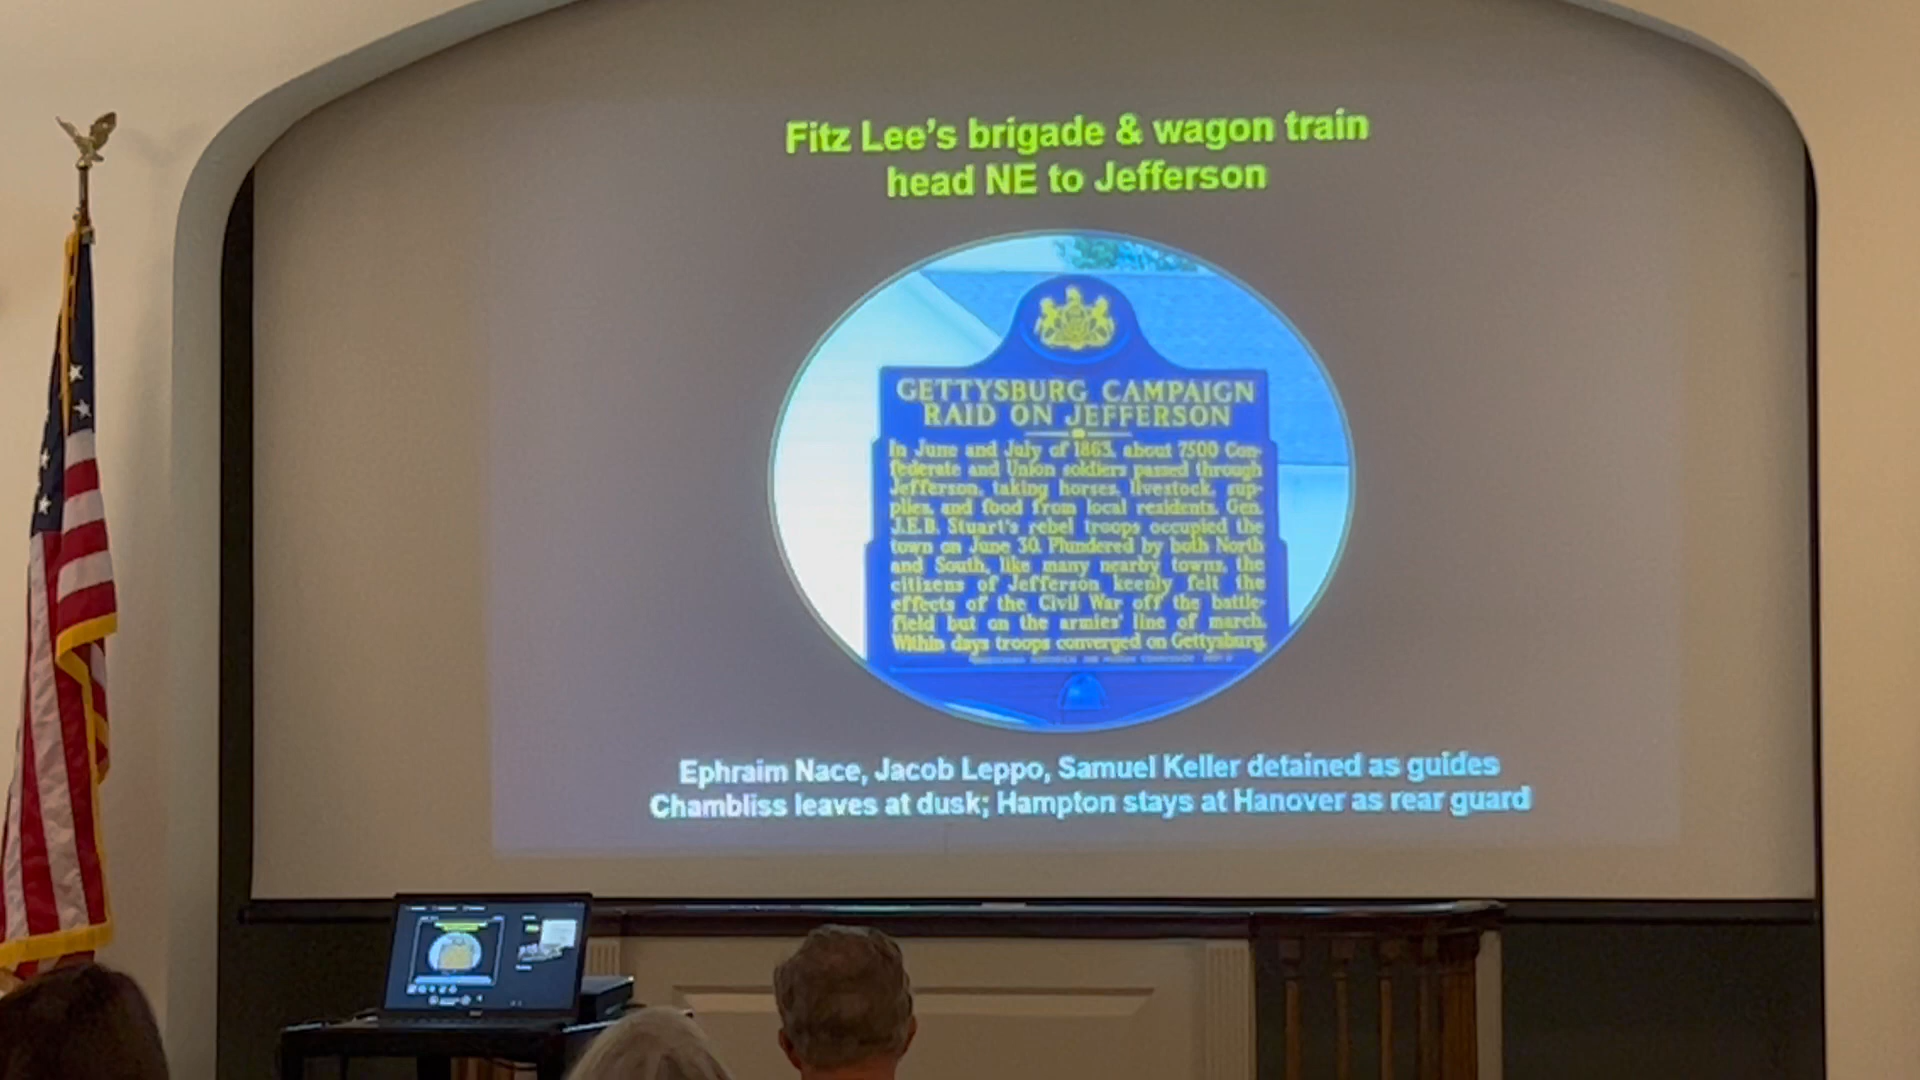 Fitz Lee's brigade & wagon train
head NE to Jefferson
GETTYSBURG CAMPAIGN
RAID ON JEFFERSON
In June and July of 1863, about 7500 Con-
federate and Union soldiers passed through
Jefferson, taking horses, livestock, sup-
plies, and food from local residents. Gen.
J.E.B. Stuart's rebel troops occupied the
town on June 30. Plundered by both North
and South, like many nearby towns, the
citizens of Jefferson keenly felt the
effects of the Civil War off the battle-
field but on the armies' line of march.
Within days troops converged on Gettysburg.
Ephraim Nace, Jacob Leppo, Samuel Keller detained as guides
Chambliss leaves at dusk; Hampton stays at Hanover as rear guard